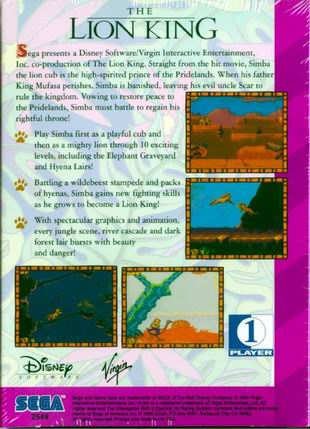 THE
LION KING
Sega presents a Disney Software/Virgin Interactive Entertainment,
Inc. co-production of The Lion King. Straight from the hit movie, Simba
the lion cub is the high-spirited prince of the Pridelands. When his father
King Mufasa perishes, Simba is banished, leaving his evil uncle Scar to
rule the kingdom. Vowing to restore peace to
the Pridelands, Simba must battle to regain his
rightful throne!
Play Simba first as a playful cub and
then as a mighty lion through 10 exciting
levels, including the Elephant Graveyard
and Hyena Lairs!
Battling a wildebeest stampede and packs
of hyenas, Simba gains new fighting skills
as he grows to become a Lion King!
With spectacular graphics and animation,
every jungle scene, river cascade and dark
forest lair bursts with beauty
and danger!
1
PLAYER
DISNEY
SOFTWARE
Virgin
SEGA
2549